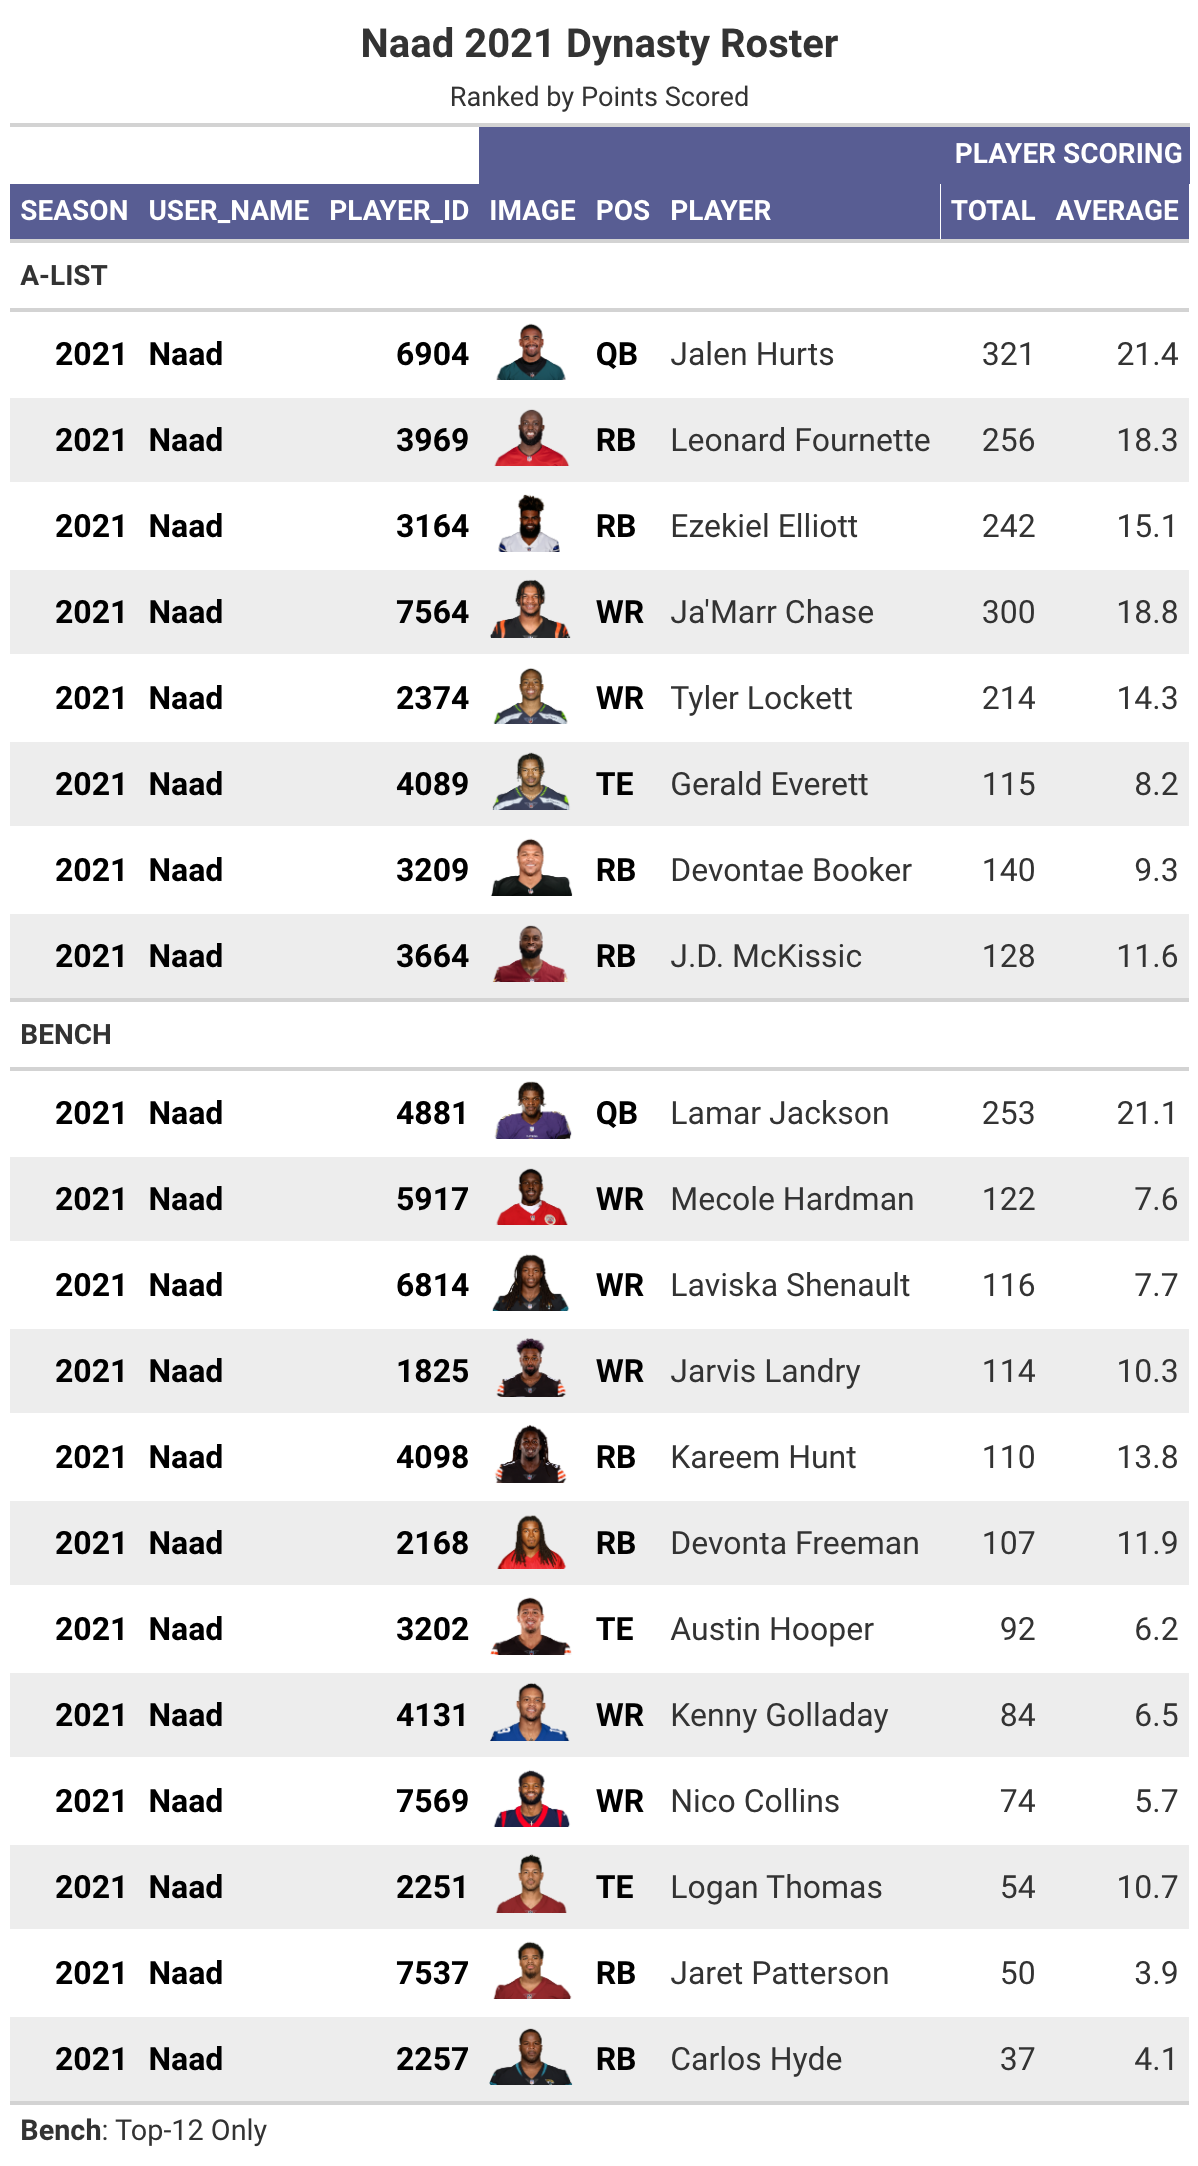 Naad 2021 Dynasty Roster
Ranked by Points Scored
PLAYER SCORING
SEASON USER_NAME PLAYER_ID IMAGE POS PLAYER TOTAL AVERAGE
A-LIST
2021 Naad 6904 QB Jalen Hurts 321 21.4
2021 Naad 3969 RB Leonard Fournette 256 18.3
2021 Naad 3164 RB Ezekiel Elliott 242 15.1
2021 Naad 7564 WR Ja'Marr Chase 300 18.8
2021 Naad 2374 WR Tyler Lockett 214 14.3
2021 Naad 4089 TE Gerald Everett 115 8.2
2021 Naad 3209 RB Devontae Booker 140 9.3
2021 Naad 3664 RB J.D. McKissic 128 11.6
BENCH
2021 Naad 4881 QB Lamar Jackson 253 21.1
2021 Naad 5917 WR Mecole Hardman 122 7.6
2021 Naad 6814 WR Laviska Shenault 116 7.7
2021 Naad 1825 WR Jarvis Landry 114 10.3
2021 Naad 4098 RB Kareem Hunt 110 13.8
2021 Naad 2168 RB Devonta Freeman 107 11.9
2021 Naad 3202 TE Austin Hooper 92 6.2
2021 Naad 4131 WR Kenny Golladay 84 6.5
2021 Naad 7569 WR Nico Collins 74 5.7
2021 Naad 2251 TE Logan Thomas 54 10.7
2021 Naad 7537 RB Jaret Patterson 50 3.9
2021 Naad 2257 RB Carlos Hyde 37 4.1
Bench: Top-12 Only